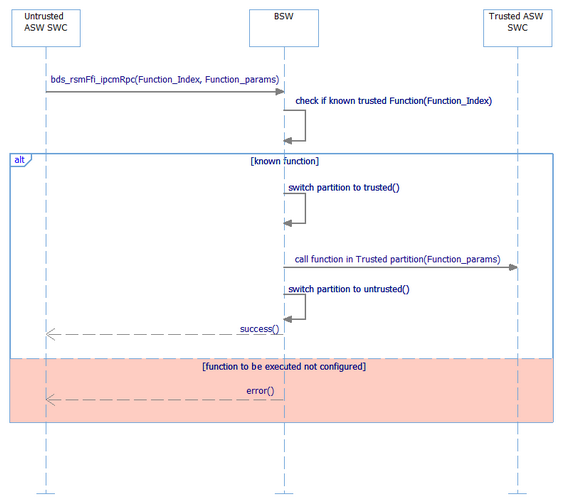 Untrusted
ASW SWC
BSW
Trusted ASW
SWC
bds_rsmFfi_ipcmRpc(Function_Index, Function_params)
check if known trusted Function(Function_Index)
alt
[known function]
switch partition to trusted()
call function in Trusted partition(Function_params)
switch partition to untrusted()
success()
[function to be executed not configured]
error()